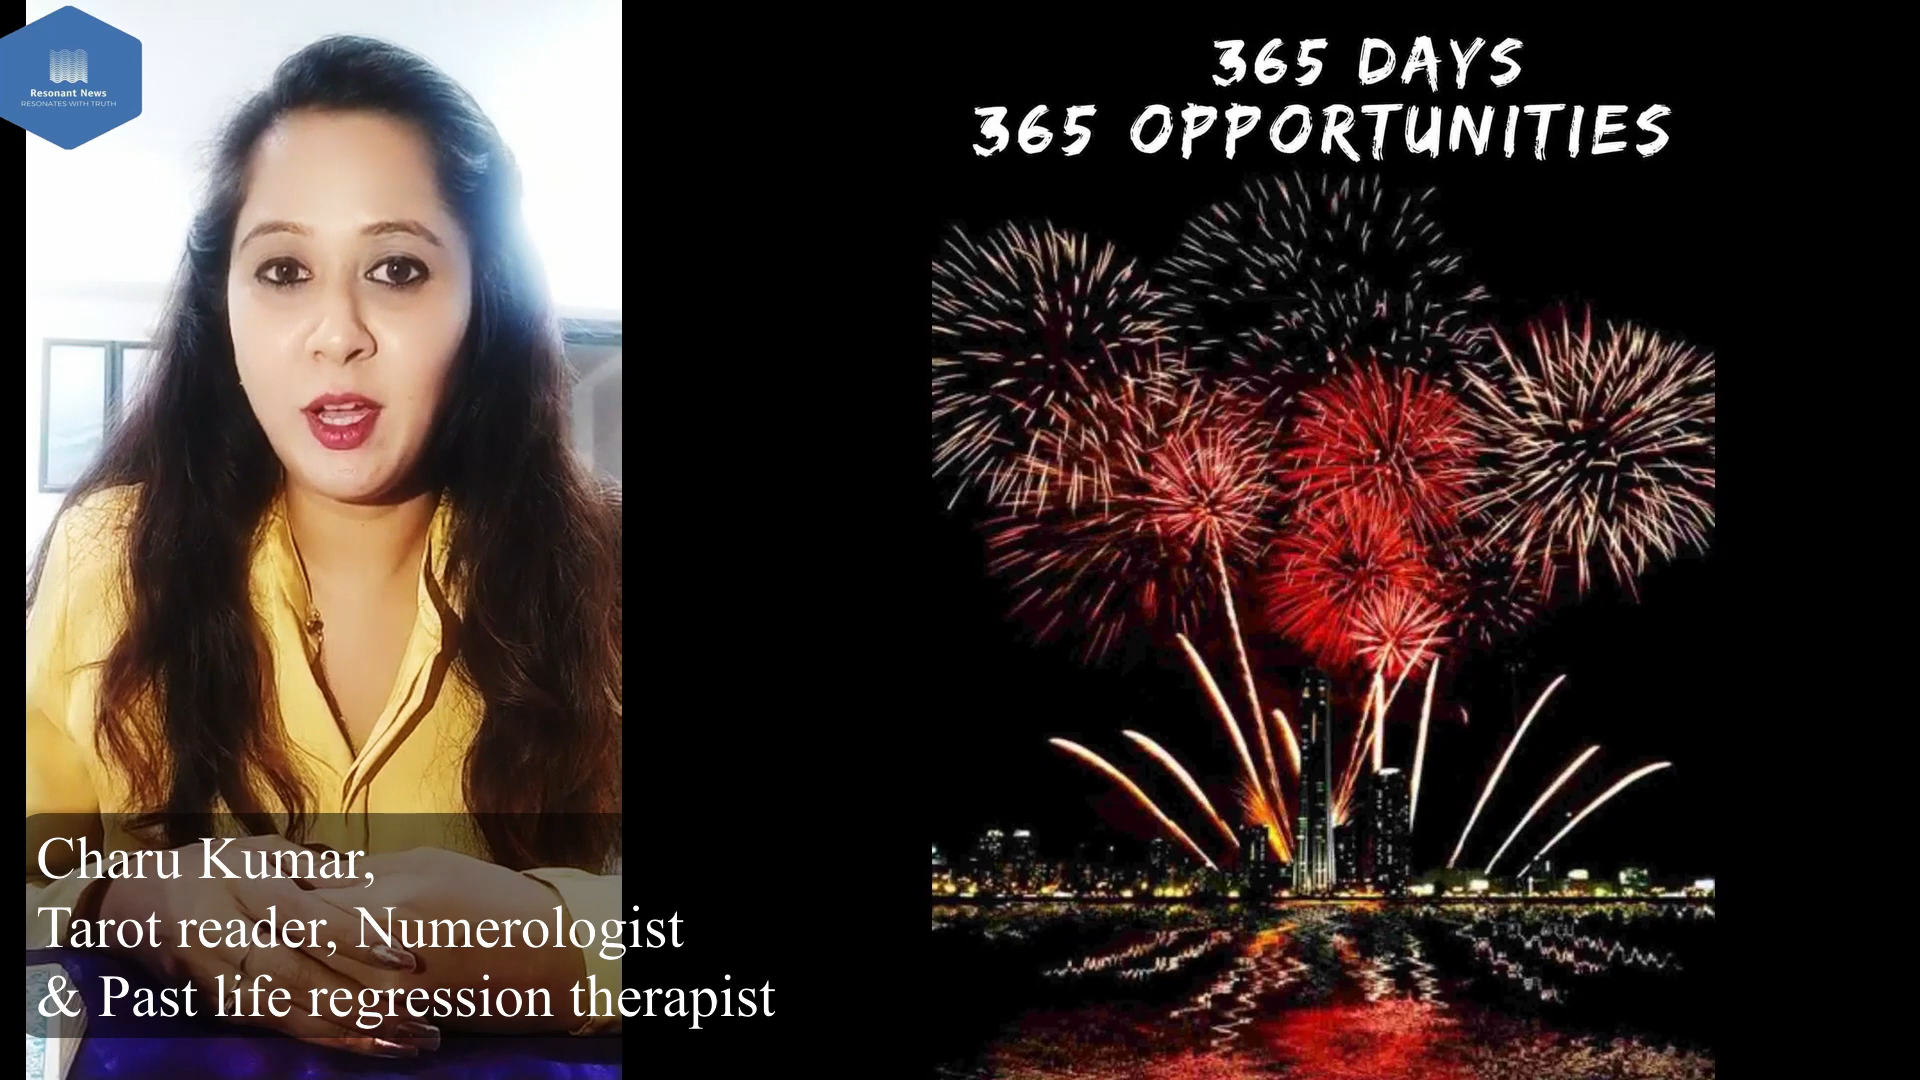 Resonant News
RESONATES WITH TRUTH
365 DAYS
365 OPPORTUNITIES
Charu Kumar,
Tarot reader, Numerologist
& Past life regression therapist